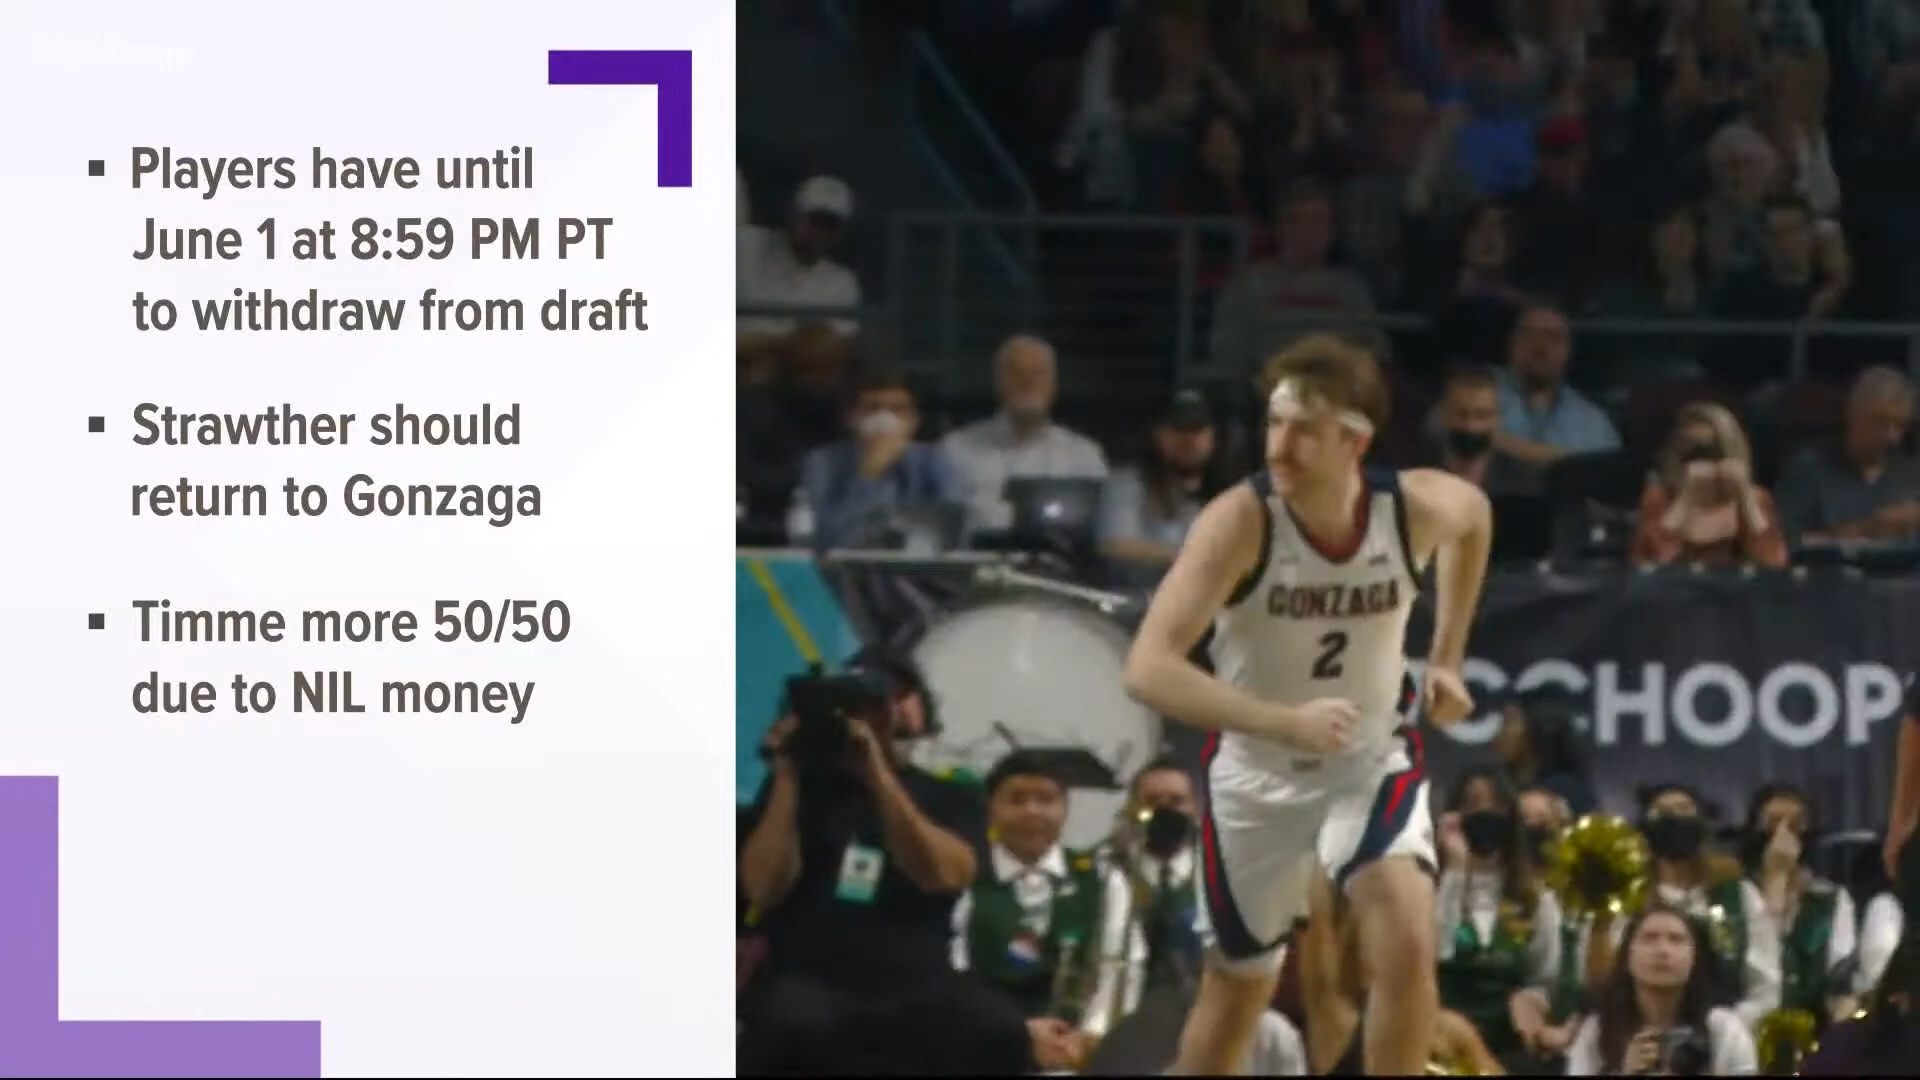 Players have until
June 1 at 8:59 PM PT
to withdraw from draft
Strawther should
return to Gonzaga
Timme more 50/50
due to NIL money
GONZAGA
2
HOOP